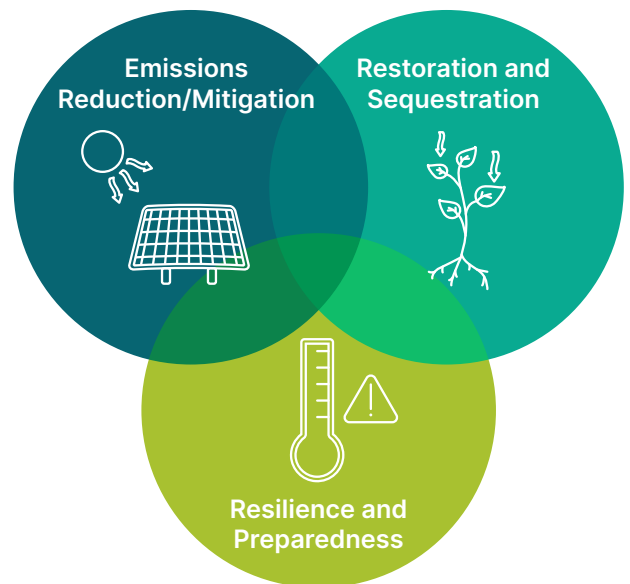 Emissions
Reduction/Mitigation
Restoration and
Sequestration
Resilience and
Preparedness